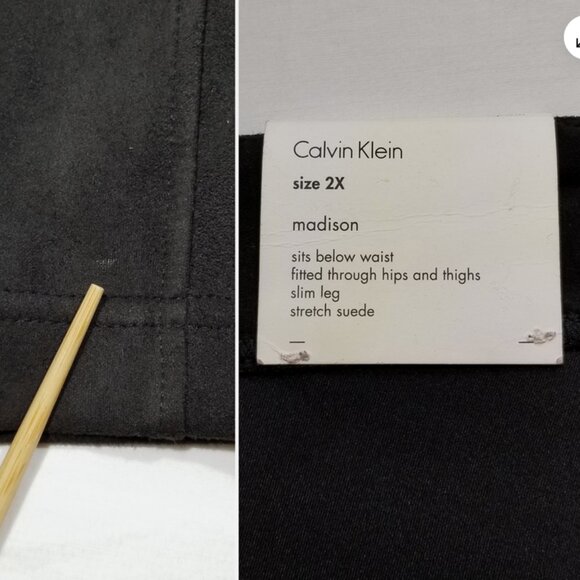 Calvin Klein
size 2X
madison
sits below waist
fitted through hips and thighs
slim leg
stretch suede